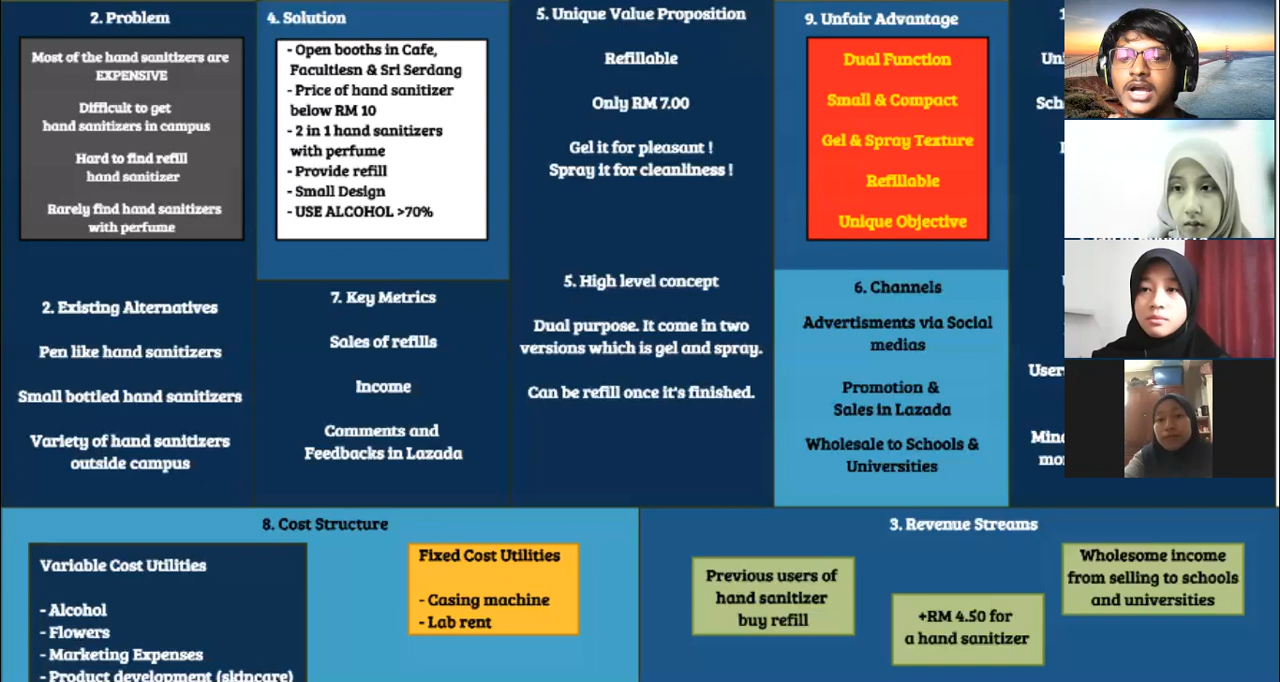 2. Problem
Most of the hand sanitizers are
EXPENSIVE
Difficult to get
hand sanitizers in campus
Hard to find refill
hand sanitizer
Rarely find hand sanitizers
with perfume
2. Existing Alternatives
Pen like hand sanitizers
Small bottled hand sanitizers
Variety of hand sanitizers
outside campus
4. Solution
- Open booths in Cafe,
Facultiesn & Sri Serdang
- Price of hand sanitizer
below RM 10
- 2 in 1 hand sanitizers
with perfume
- Provide refill
- Small Design
- USE ALCOHOL >70%
7. Key Metrics
Sales of refills
Income
Comments and
Feedbacks in Lazada
5. Unique Value Proposition
Refillable
Only RM 7.00
Gel it for pleasant !
Spray it for cleanliness !
5. High level concept
Dual purpose. It come in two
versions which is gel and spray.
Can be refill once it's finished.
9. Unfair Advantage
Dual Function
Small & Compact
Gel & Spray Texture
Refillable
Unique Objective
6. Channels
Advertisments via Social
medias
Promotion &
Sales in Lazada
Wholesale to Schools &
Universities
8. Cost Structure
Variable Cost Utilities
- Alcohol
- Flowers
- Marketing Expenses
- Product development (skincare)
Fixed Cost Utilities
- Casing machine
- Lab rent
3. Revenue Streams
Previous users of
hand sanitizer
buy refill
+RM 4.50 for
a hand sanitizer
Wholesome income
from selling to schools
and universities